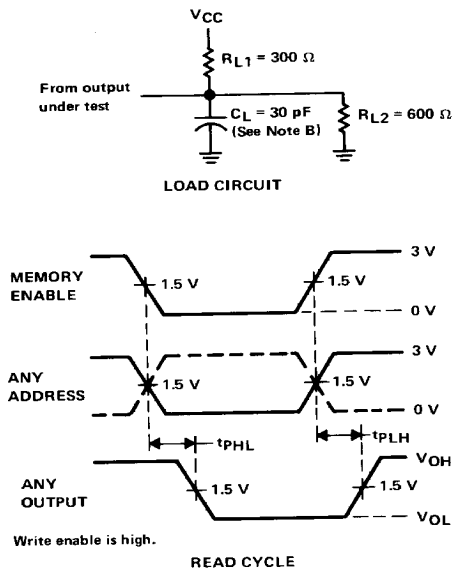 VCC
RL1 = 300 Ω
From output
under test
CL = 30 pF
(See Note B)
RL2 = 600 Ω
LOAD CIRCUIT
MEMORY
ENABLE
1.5 V
1.5 V
3 V
0 V
ANY
ADDRESS
1.5 V
1.5 V
3 V
0 V
tPHL
tPLH
ANY
OUTPUT
1.5 V
1.5 V
VOH
VOL
Write enable is high.
READ CYCLE